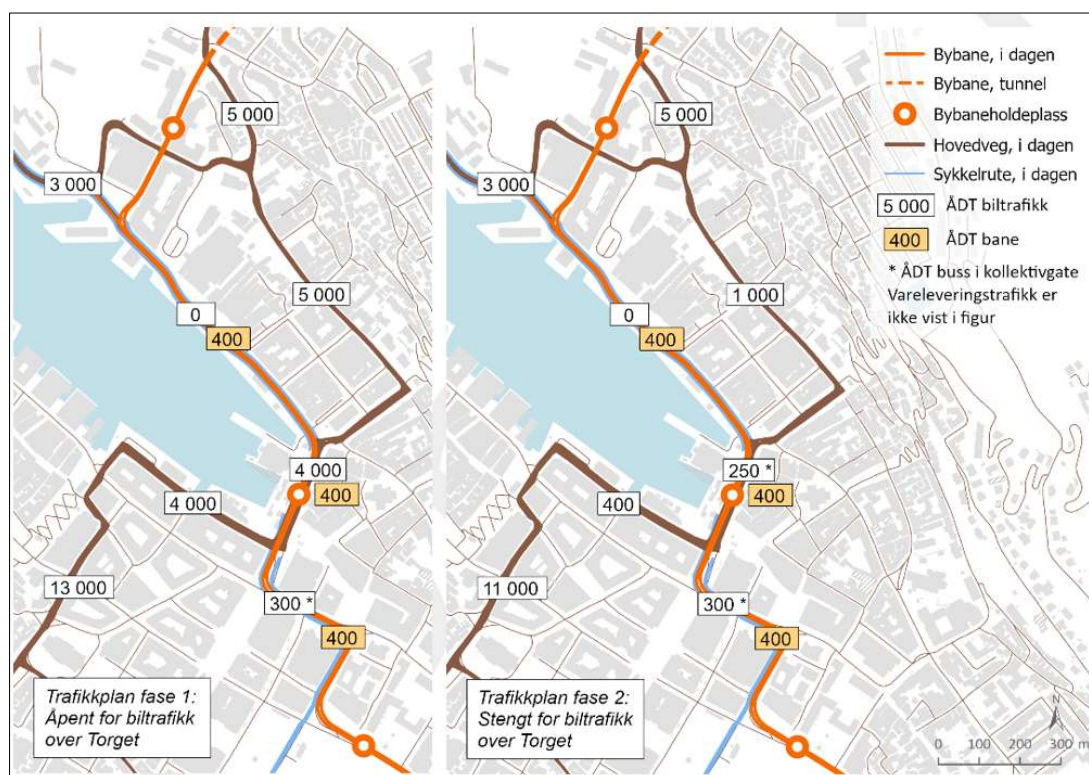 5 000
3 000
5 000
0
400
4 000
400
4 000
13 000
300 *
400
Trafikkplan fase 1:
Åpent for biltrafikk
over Torget
5 000
3 000
1 000
0
400
250 *
400
400
11 000
300 *
400
Trafikkplan fase 2:
Stengt for biltrafikk
over Torget
Bybane, i dagen
Bybane, tunnel
Bybaneholdeplass
Hovedveg, i dagen
Sykkelrute, i dagen
5 000 ÅDT biltrafikk
400 ÅDT bane
* ÅDT buss i kollektivgate
Vareleveringstrafikk er
ikke vist i figur
N
0 100 200 300 m